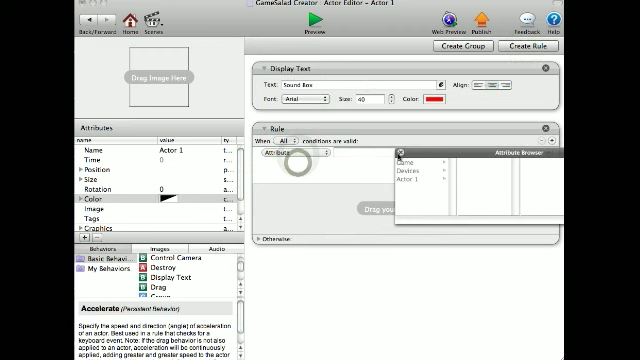 GameSalad Creator - Actor Editor - Actor 1
Back/Forward Home Scenes Preview Web Preview Publish Feedback Help
Create Group Create Rule
Drag Image Here
Display Text
Text: Sound Box Align:
Font: Arial Size: 40 Color:
Attributes
name value ty...
Name Actor 1 t...
Time 0 r...
Position
Size
Rotation 0
Color
Image t...
Tags t...
Graphics
Rule
When All conditions are valid:
Attribute
Attribute Browser
Game
Devices
Actor 1
Drag you
Otherwise:
Behaviors Images Audio
Basic Behavi...
My Behaviors
Control Camera
Destroy
Display Text
Drag
Group
Accelerate (Persistent Behavior)
Specify the speed and direction (angle) of acceleration
of an actor. Best used in a rule that checks for a
keyboard event. Note: If the drag behavior is not also
applied to an actor, acceleration will be continuously
applied, adding greater and greater speed to the actor